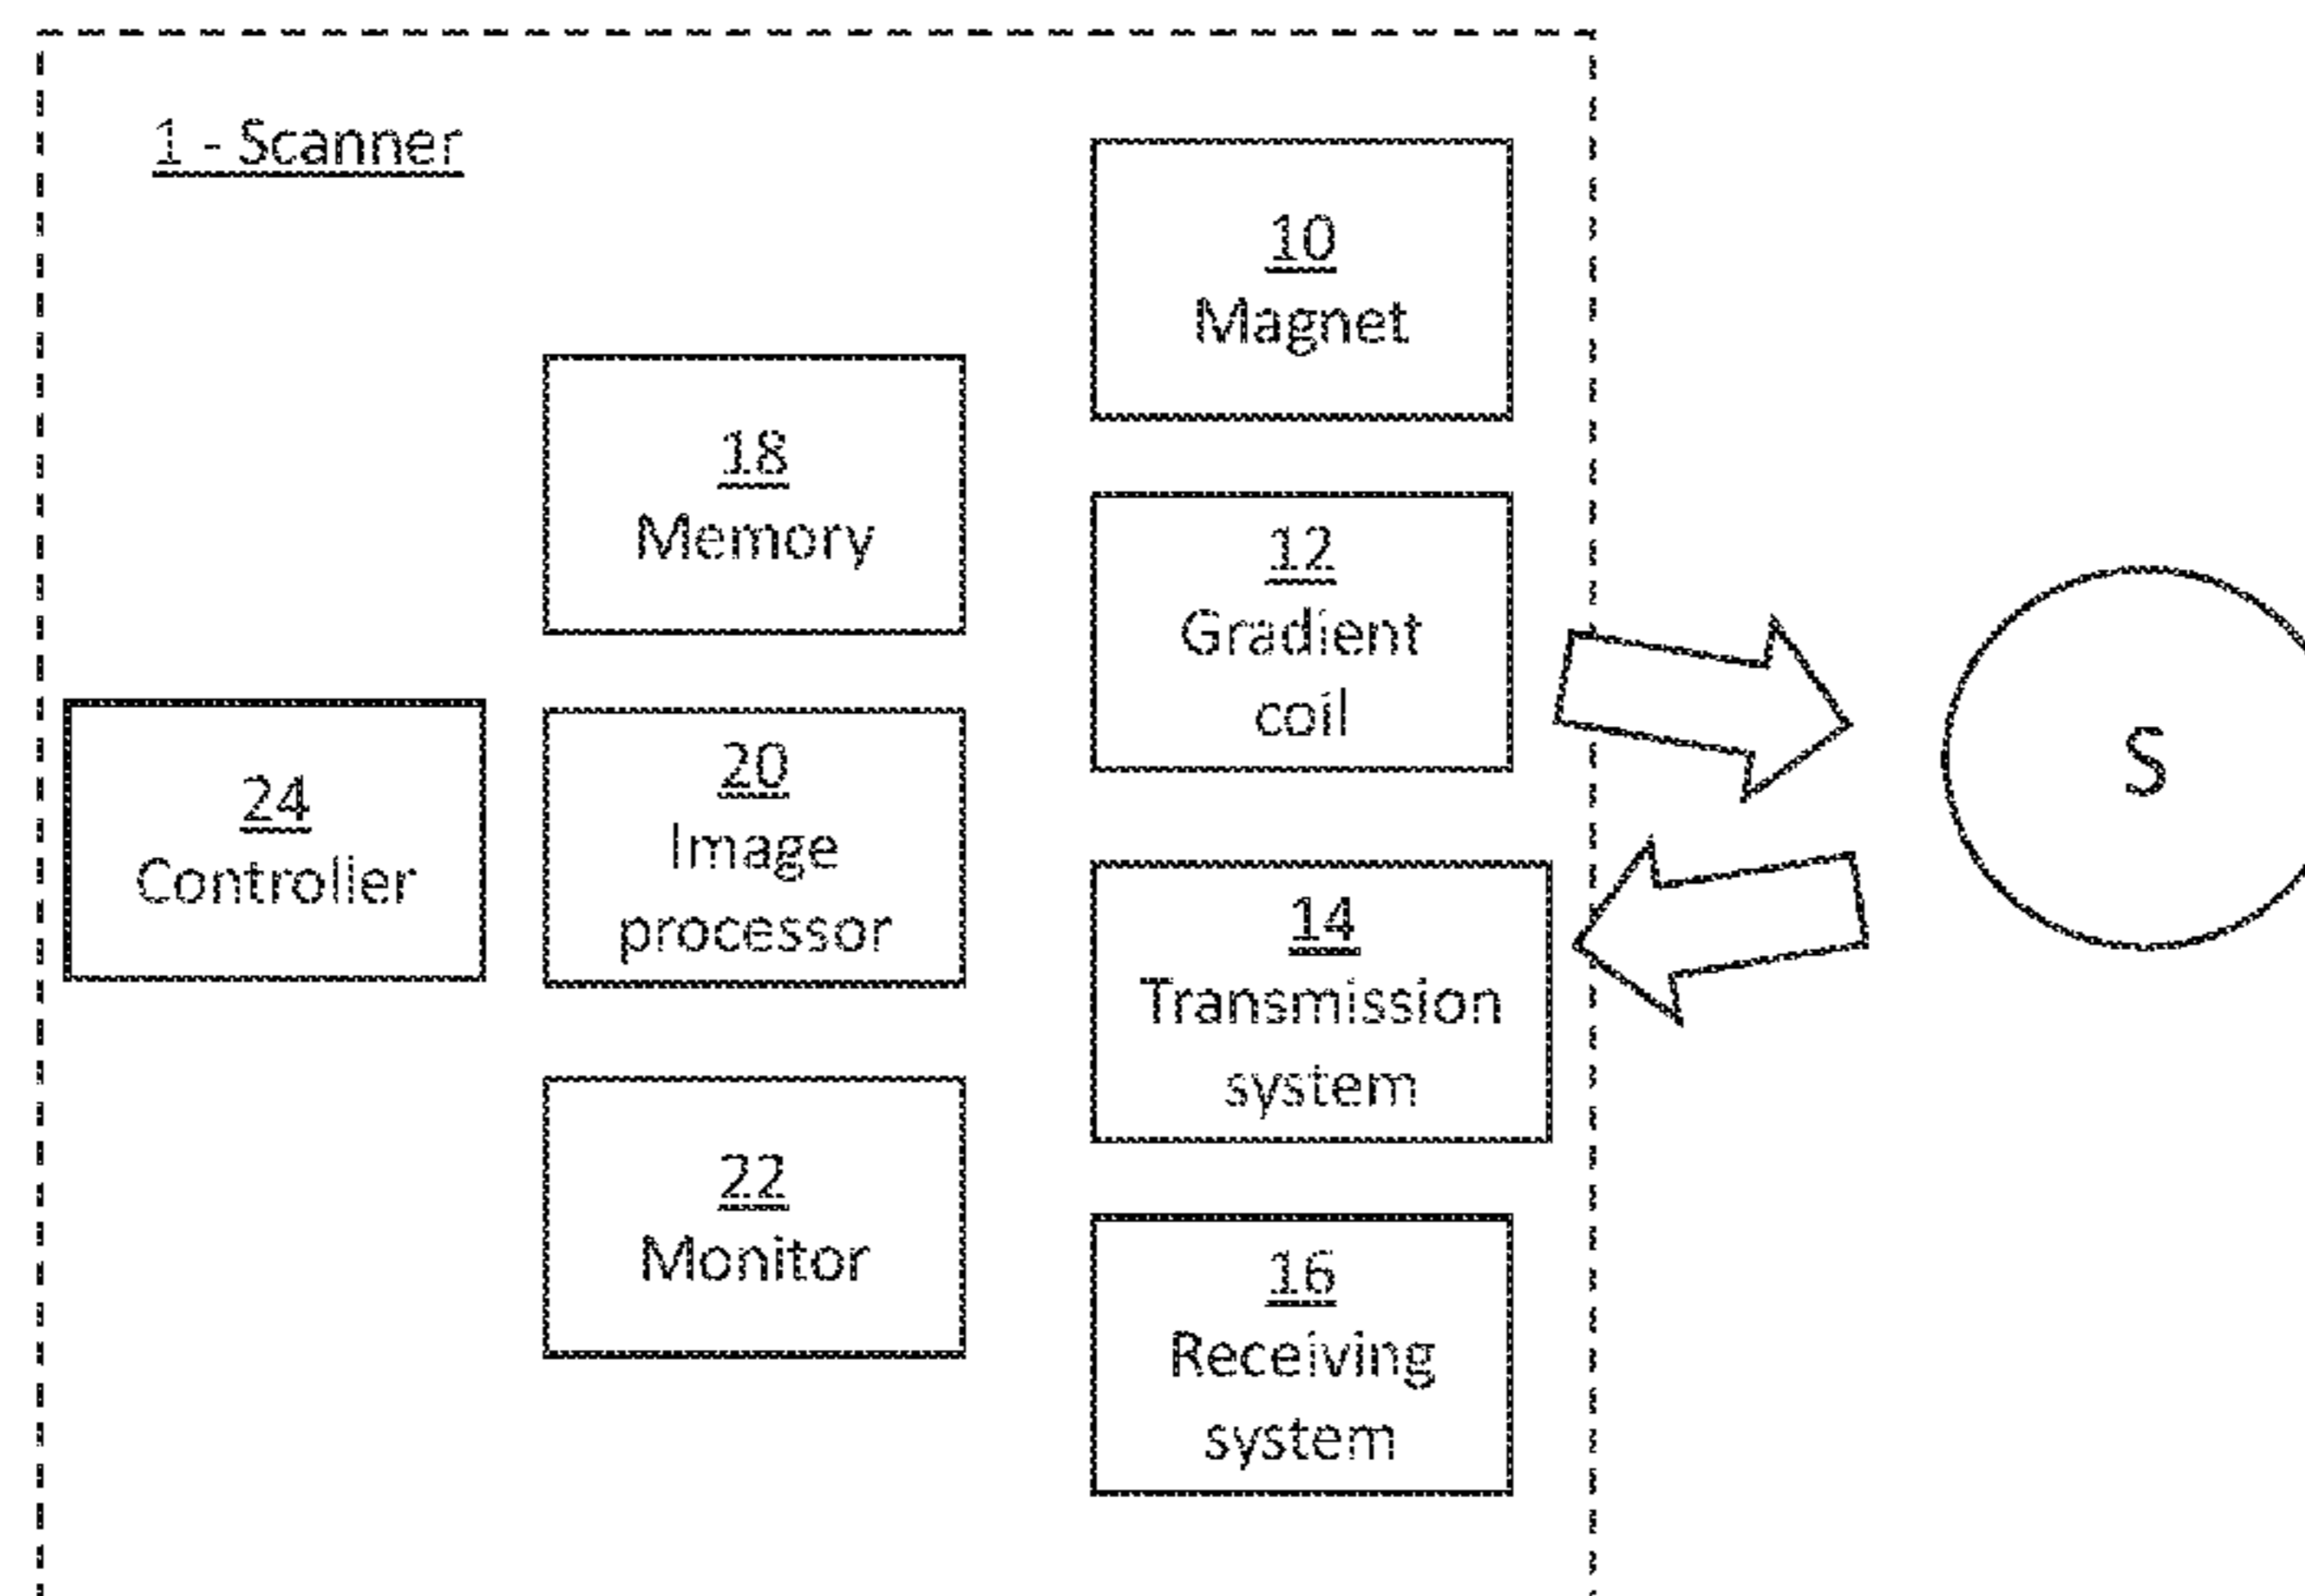 1 - Scanner
10
Magnet
18
Memory
12
Gradient
coil
24
Controller
20
Image
processor
S
14
Transmission
system
22
Monitor
16
Receiving
system